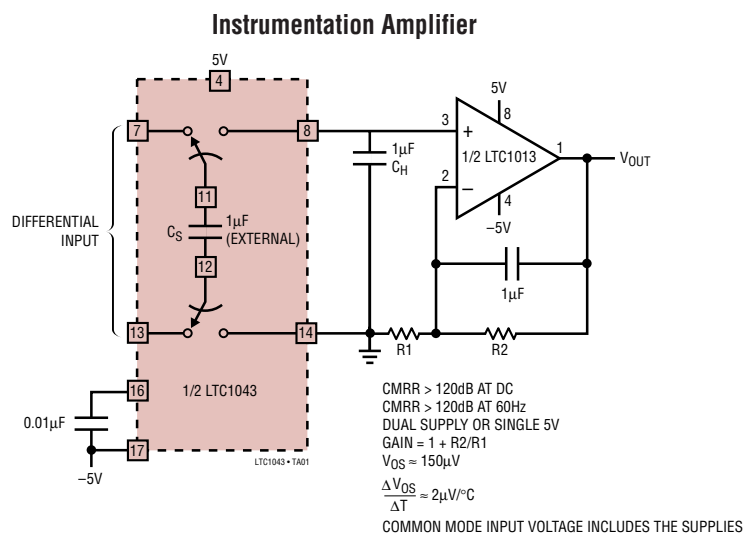 Instrumentation Amplifier
5V
4
7
8
11
CS
1µF
(EXTERNAL)
12
DIFFERENTIAL
INPUT
13
14
16
1/2 LTC1043
0.01µF
17
–5V
LTC1043 • TA01
1µF
CH
5V
8
3
+
1/2 LTC1013
1
VOUT
2
–
4
–5V
1µF
R1
R2
CMRR > 120dB AT DC
CMRR > 120dB AT 60Hz
DUAL SUPPLY OR SINGLE 5V
GAIN = 1 + R2/R1
VOS ≈ 150µV
∆VOS
∆T
≈ 2µV/°C
COMMON MODE INPUT VOLTAGE INCLUDES THE SUPPLIES